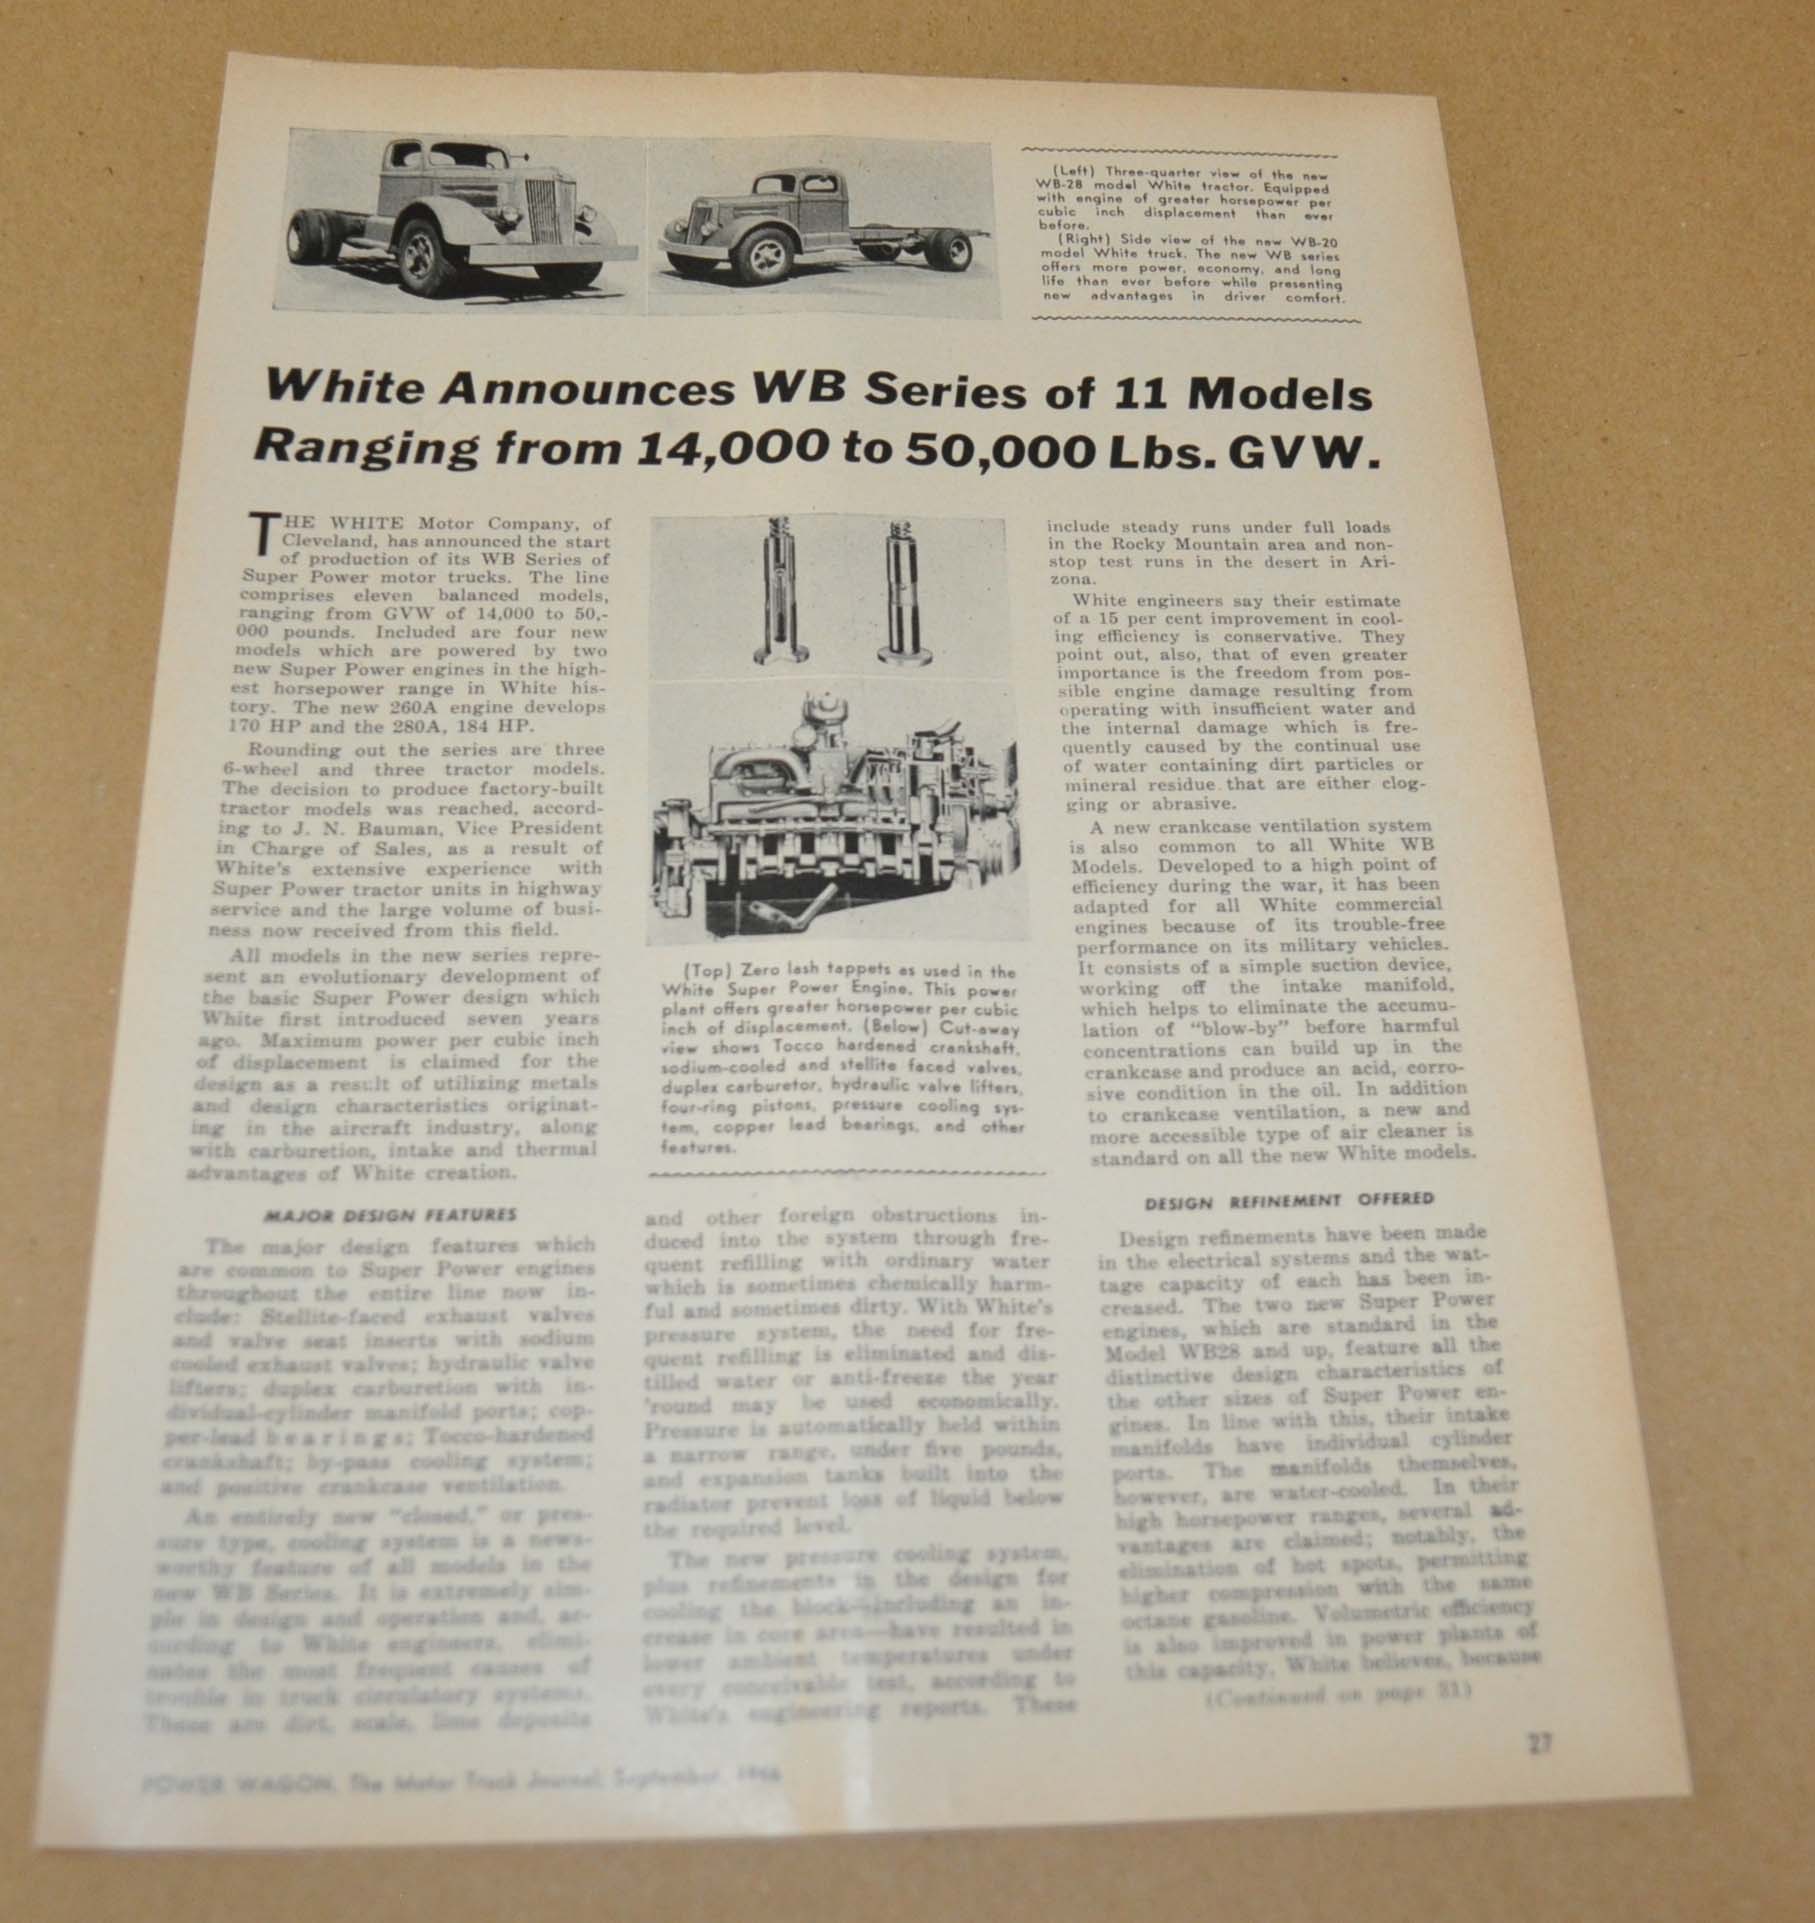 (Left) Three-quarter view of the new
WB-28 model White tractor. Equipped
with engine of greater horsepower per
cubic inch displacement than ever
before.
(Right) Side view of the new WB-20
model White truck. The new WB series
offers more power, economy, and long
life than ever before while presenting
new advantages in driver comfort.
White Announces WB Series of 11 Models
Ranging from 14,000 to 50,000 Lbs. GVW.
THE WHITE Motor Company, of
Cleveland, has announced the start
of production of its WB Series of
Super Power motor trucks. The line
comprises eleven balanced models,
ranging from GVW of 14,000 to 50,-
000 pounds. Included are four new
models which are powered by two
new Super Power engines in the high-
est horsepower range in White his-
tory. The new 260A engine develops
170 HP and the 280A, 184 HP.
Rounding out the series are three
6-wheel and three tractor models.
The decision to produce factory-built
tractor models was reached, accord-
ing to J. N. Bauman, Vice President
in Charge of Sales, as a result of
White's extensive experience with
Super Power tractor units in highway
service and the large volume of busi-
ness now received from this field.
All models in the new series repre-
sent an evolutionary development of
the basic Super Power design which
White first introduced seven years
ago. Maximum power per cubic inch
of displacement is claimed for the
design as a result of utilizing metals
and design characteristics originat-
ing in the aircraft industry, along
with carburetion, intake and thermal
advantages of White creation.
MAJOR DESIGN FEATURES
The major design features which
are common to Super Power engines
throughout the entire line now in-
clude: Stellite-faced exhaust valves
and valve seat inserts with sodium
cooled exhaust valves; hydraulic valve
lifters; duplex carburetion with in-
dividual-cylinder manifold ports; cop-
per-lead bearings; Tocco-hardened
crankshaft; by-pass cooling system;
and positive crankcase ventilation.
An entirely new "closed," or pres-
sure type, cooling system is a news-
worthy feature of all models in the
new WB Series. It is extremely sim-
ple in design and operation and, ac-
cording to White engineers, elimi-
nates the most frequent causes of
trouble in truck circulatory systems.
These are dirt, scale, lime deposits
(Top) Zero lash tappets as used in the
White Super Power Engine. This power
plant offers greater horsepower per cubic
inch of displacement. (Below) Cut-away
view shows Tocco hardened crankshaft,
sodium-cooled and stellite faced valves,
duplex carburetor, hydraulic valve lifters,
four-ring pistons, pressure cooling sys-
tem, copper lead bearings, and other
features.
and other foreign obstructions in-
duced into the system through fre-
quent refilling with ordinary water
which is sometimes chemically harm-
ful and sometimes dirty. With White's
pressure system, the need for fre-
quent refilling is eliminated and dis-
tilled water or anti-freeze the year
'round may be used economically.
Pressure is automatically held within
a narrow range, under five pounds,
and expansion tanks built into the
radiator prevent loss of liquid below
the required level.
The new pressure cooling system,
plus refinements in the design for
cooling the block—including an in-
crease in core area—have resulted in
lower ambient temperatures under
every conceivable test, according to
White's engineering reports. These
include steady runs under full loads
in the Rocky Mountain area and non-
stop test runs in the desert in Ari-
zona.
White engineers say their estimate
of a 15 per cent improvement in cool-
ing efficiency is conservative. They
point out, also, that of even greater
importance is the freedom from pos-
sible engine damage resulting from
operating with insufficient water and
the internal damage which is fre-
quently caused by the continual use
of water containing dirt particles or
mineral residue that are either clog-
ging or abrasive.
A new crankcase ventilation system
is also common to all White WB
Models. Developed to a high point of
efficiency during the war, it has been
adapted for all White commercial
engines because of its trouble-free
performance on its military vehicles.
It consists of a simple suction device,
working off the intake manifold,
which helps to eliminate the accumu-
lation of "blow-by" before harmful
concentrations can build up in the
crankcase and produce an acid, corro-
sive condition in the oil. In addition
to crankcase ventilation, a new and
more accessible type of air cleaner is
standard on all the new White models.
DESIGN REFINEMENT OFFERED
Design refinements have been made
in the electrical systems and the wat-
tage capacity of each has been in-
creased. The two new Super Power
engines, which are standard in the
Model WB28 and up, feature all the
distinctive design characteristics of
the other sizes of Super Power en-
gines. In line with this, their intake
manifolds have individual cylinder
ports. The manifolds themselves,
however, are water-cooled. In their
high horsepower ranges, several ad-
vantages are claimed; notably, the
elimination of hot spots, permitting
higher compression with the same
octane gasoline. Volumetric efficiency
is also improved in power plants of
this capacity, White believes, because
(Continued on page 31)
POWER WAGON, The Motor Truck Journal, September,
27